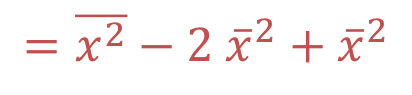 = \overline{x^2} − 2 x̄² + x̄²